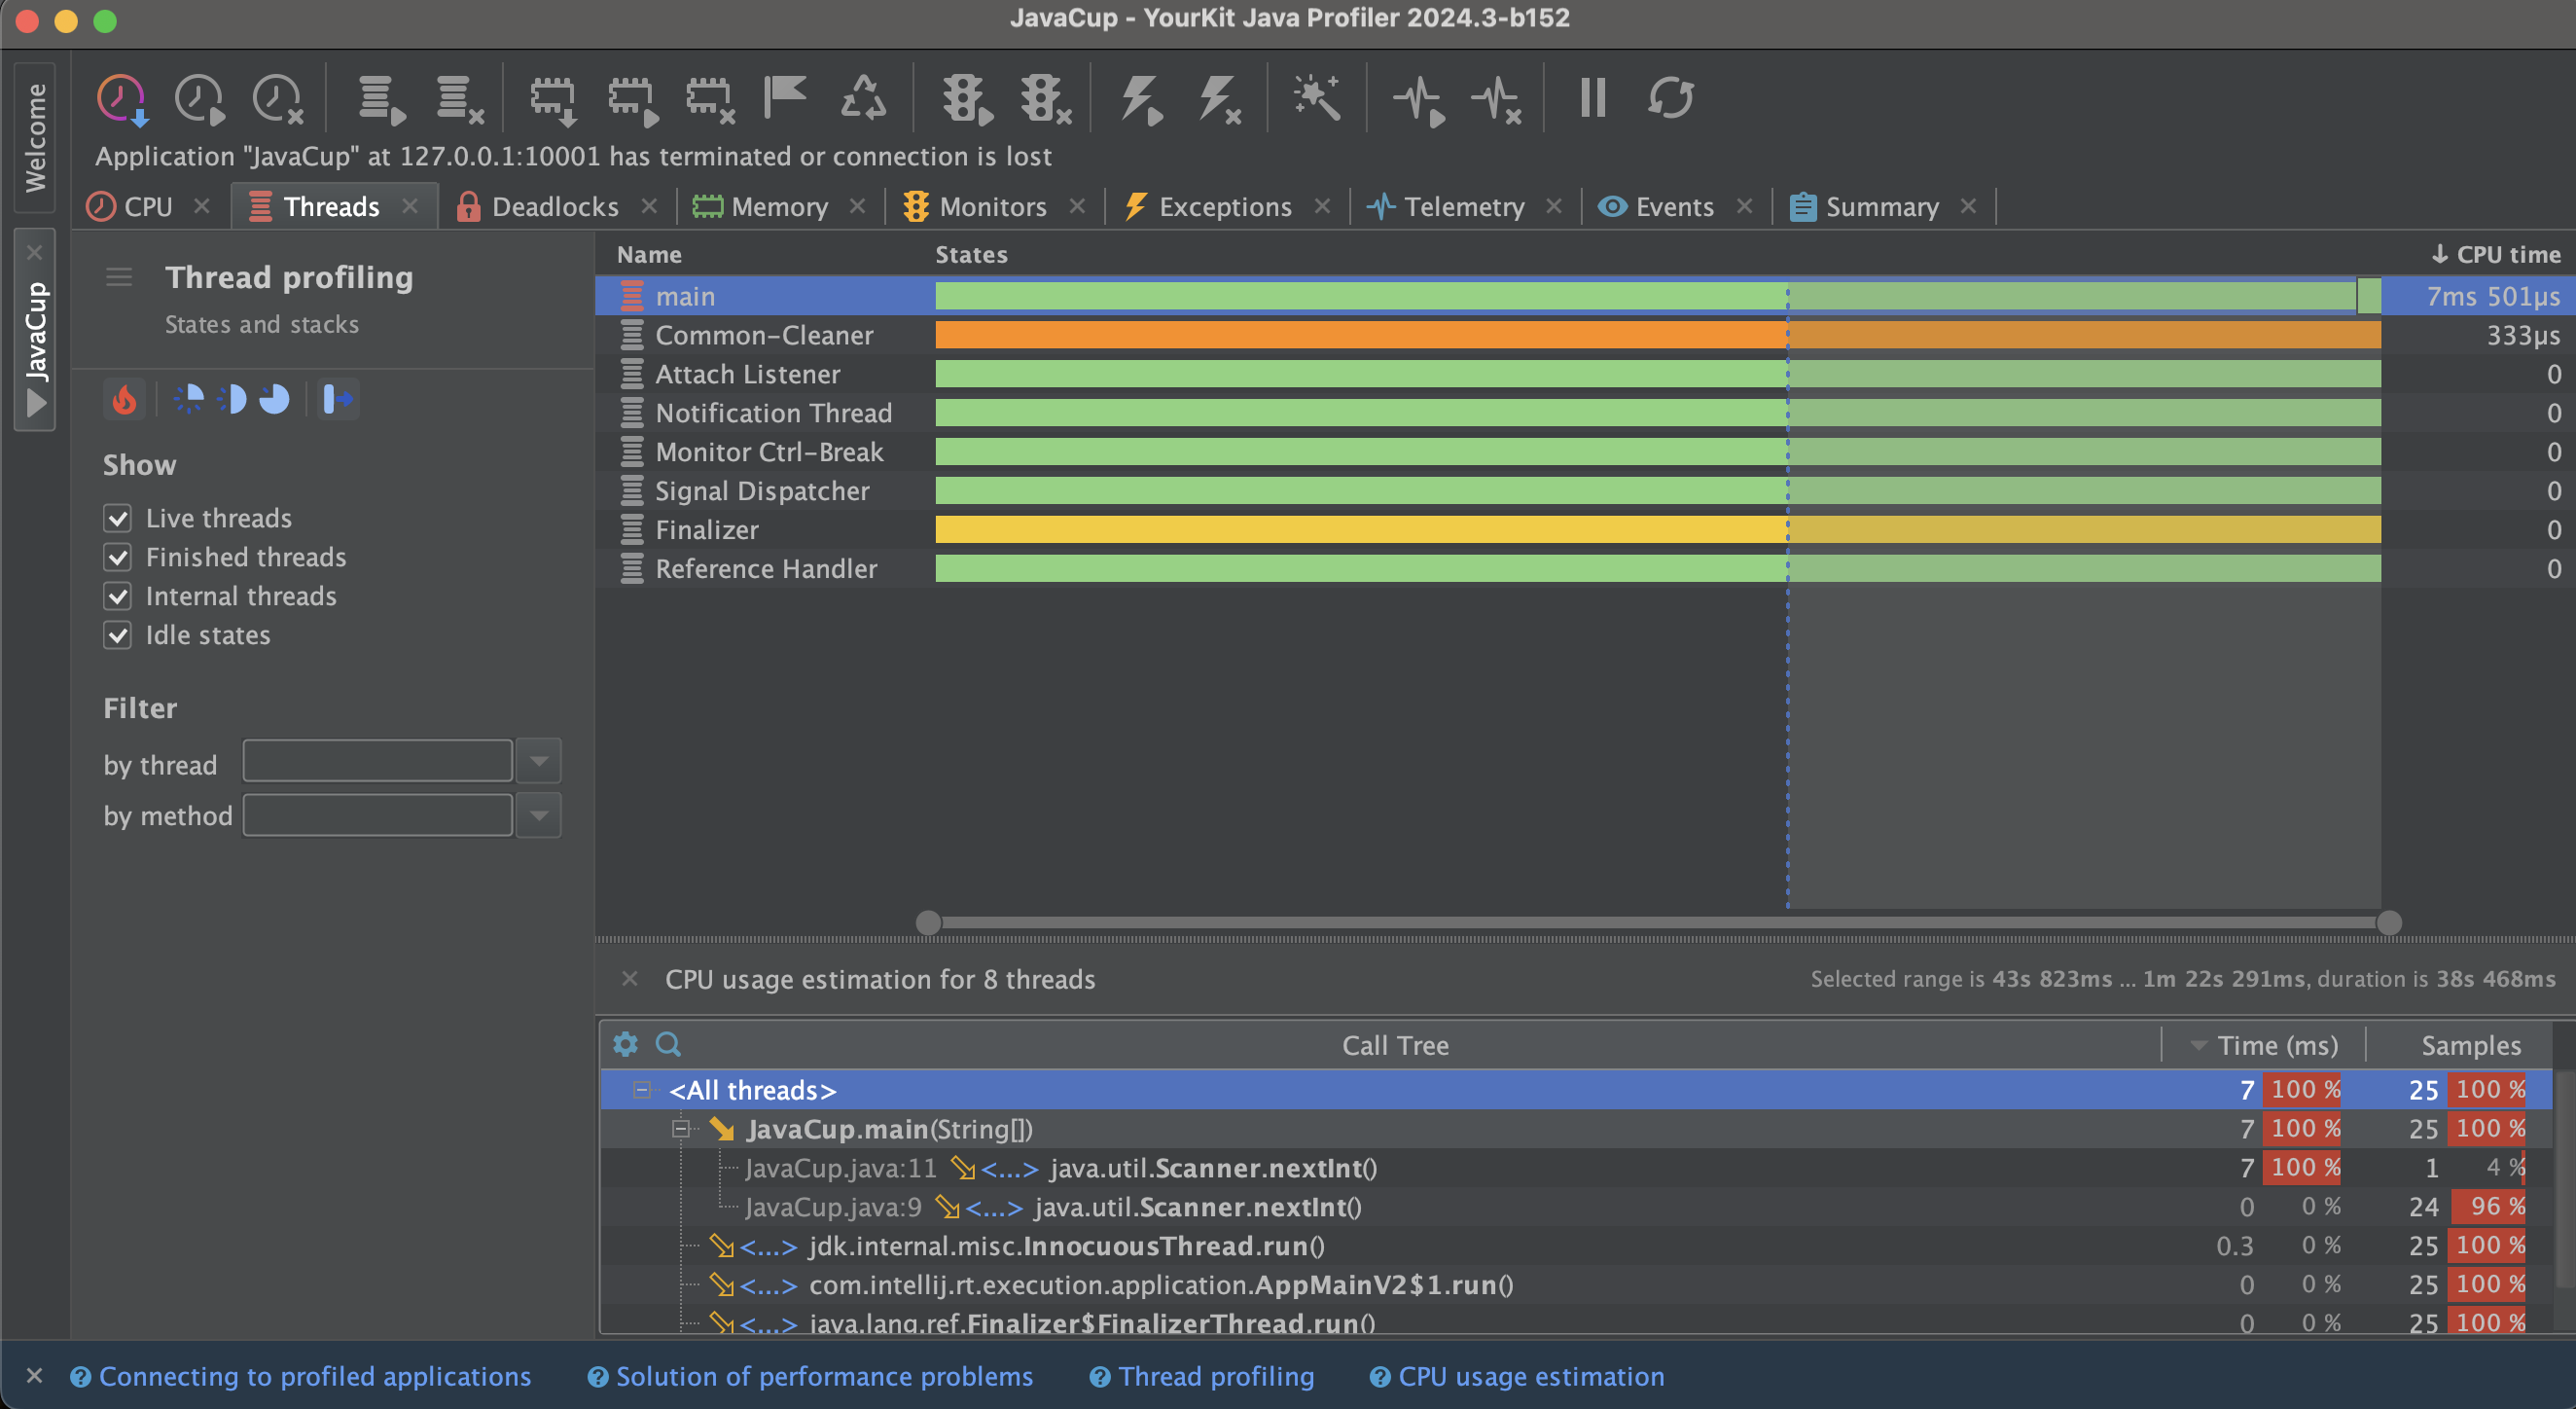 JavaCup - YourKit Java Profiler 2024.3-b152
Welcome
JavaCup
Application "JavaCup" at 127.0.0.1:10001 has terminated or connection is lost
CPU Threads Deadlocks Memory Monitors Exceptions Telemetry Events Summary
Thread profiling
States and stacks
Show
Live threads
Finished threads
Internal threads
Idle states
Filter
by thread
by method
Name States CPU time
main 7ms 501µs
Common-Cleaner 333µs
Attach Listener 0
Notification Thread 0
Monitor Ctrl-Break 0
Signal Dispatcher 0
Finalizer 0
Reference Handler 0
CPU usage estimation for 8 threads Selected range is 43s 823ms ... 1m 22s 291ms, duration is 38s 468ms
Call Tree Time (ms) Samples
<All threads> 7 100 % 25 100 %
JavaCup.main(String[]) 7 100 % 25 100 %
JavaCup.java:11 <...> java.util.Scanner.nextInt() 7 100 % 1 4 %
JavaCup.java:9 <...> java.util.Scanner.nextInt() 0 0 % 24 96 %
<...> jdk.internal.misc.InnocuousThread.run() 0.3 0 % 25 100 %
<...> com.intellij.rt.execution.application.AppMainV2$1.run() 0 0 % 25 100 %
<...> java.lang.ref.Finalizer$FinalizerThread.run() 0 0 % 25 100 %
Connecting to profiled applications Solution of performance problems Thread profiling CPU usage estimation